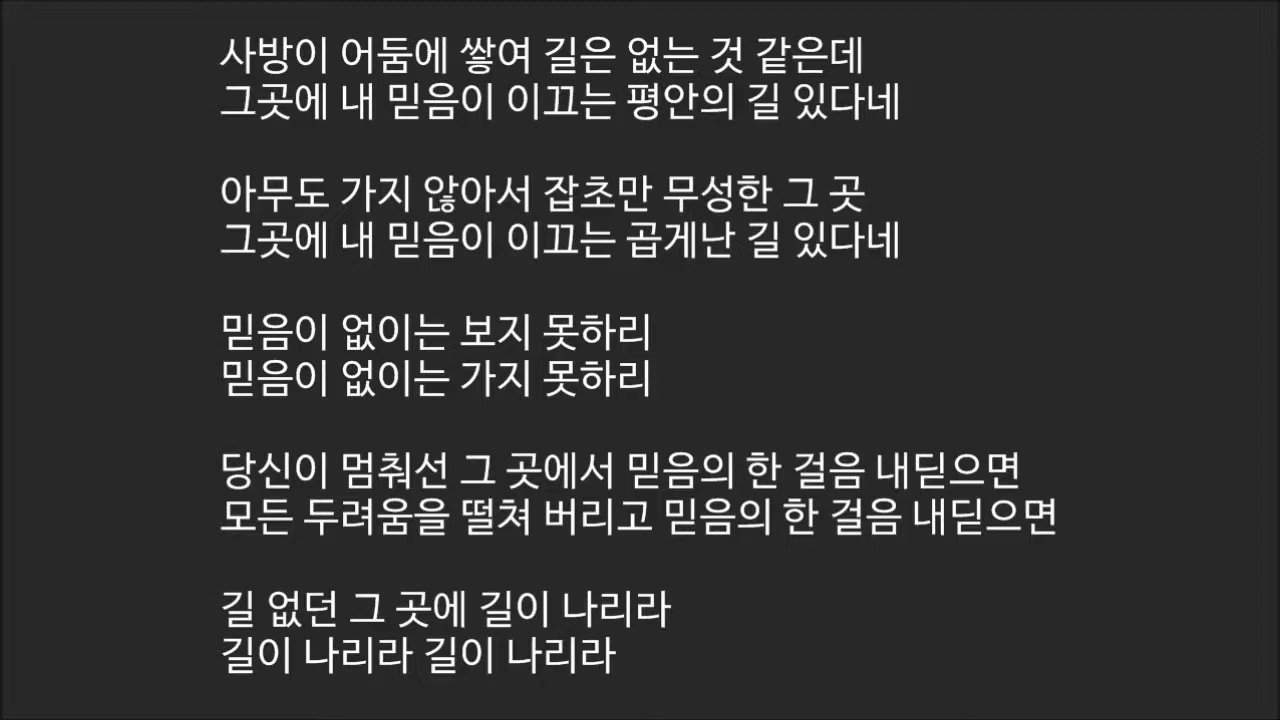 사방이 어둠에 쌓여 길은 없는 것 같은데
그곳에 내 믿음이 이끄는 평안의 길 있다네
아무도 가지 않아서 잡초만 무성한 그 곳
그곳에 내 믿음이 이끄는 곱게난 길 있다네
믿음이 없이는 보지 못하리
믿음이 없이는 가지 못하리
당신이 멈춰선 그 곳에서 믿음의 한 걸음 내딛으면
모든 두려움을 떨쳐 버리고 믿음의 한 걸음 내딛으면
길 없던 그 곳에 길이 나리라
길이 나리라 길이 나리라